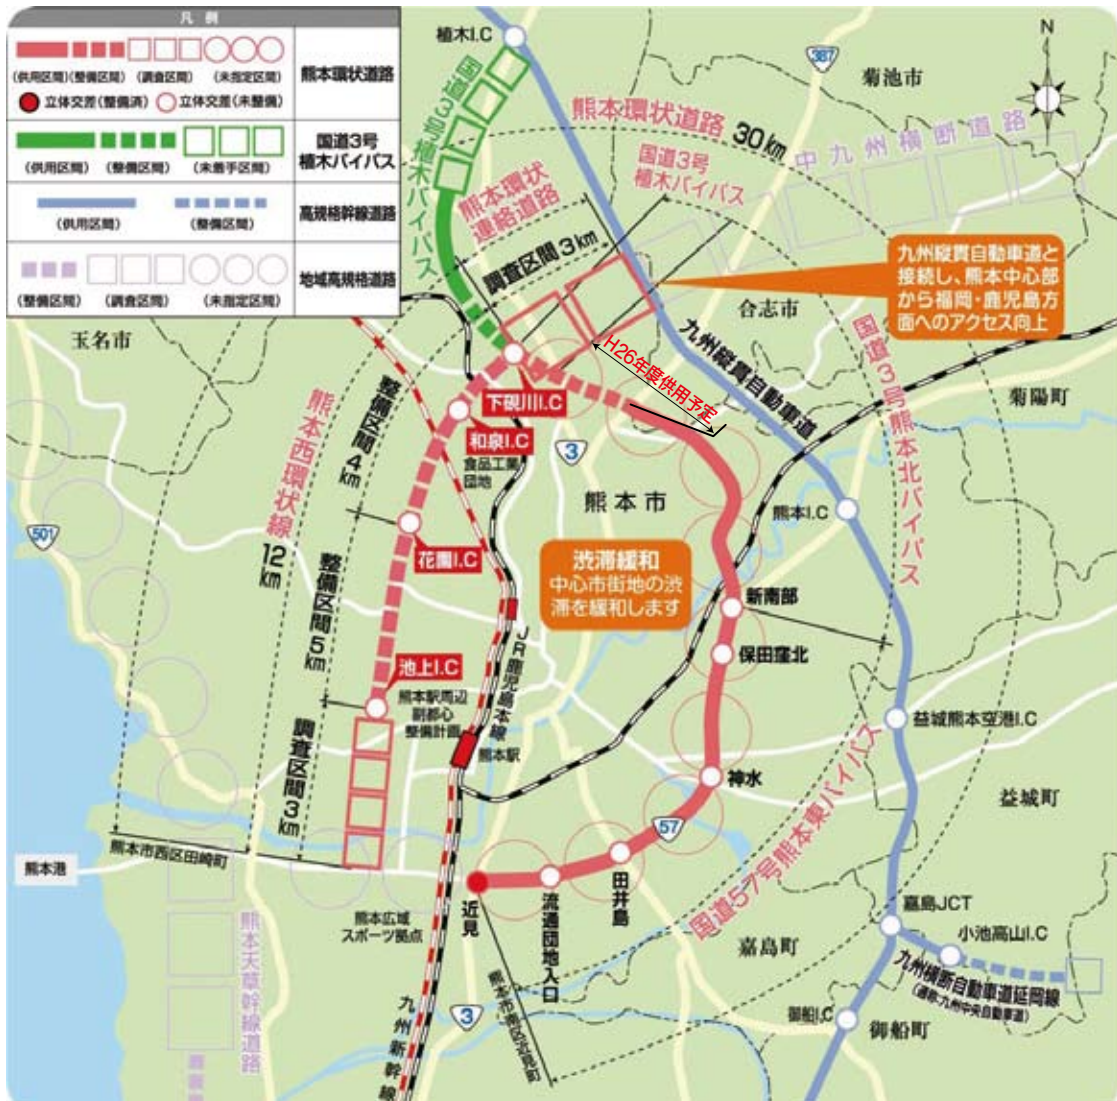 凡例
(供用区間)(整備区間)(調査区間)(未指定区間)
立体交差(整備済) 立体交差(未整備)
熊本環状道路
(供用区間)(整備区間)(未着手区間)
国道3号
植木バイパス
(供用区間)(整備区間)
高規格幹線道路
(整備区間)(調査区間)(未指定区間)
地域高規格道路
植木I.C
387
菊池市
N
国道3号植木バイパス
熊本環状道路 30km
中九州横断道路
国道3号
植木バイパス
熊本環状
連絡道路
調査区間3km
九州縦貫自動車道と
接続し、熊本中心部
から福岡・鹿児島方
面へのアクセス向上
合志市
玉名市
九州縦貫自動車道
国道3号熊本北バイパス
H26年度供用予定
菊陽町
下硯川I.C
和泉I.C
食品工業
団地
3
熊本西環状線
12
km
整備区間
4
km
熊本市
熊本I.C
501
花園I.C
渋滞緩和
中心市街地の渋
滞を緩和します
整備区間
5
km
新南部
保田窪北
JR鹿児島本線
池上I.C
熊本駅周辺
副都心
整備計画
熊本駅
益城熊本空港I.C
調査区間
3
km
神水
益城町
57
国道57号熊本東バイパス
熊本市西区田崎町
熊本港
田井島
流通団地入口
近見
熊本広域
スポーツ拠点
嘉島町
嘉島JCT
小池高山I.C
九州横断自動車道延岡線
(通称・九州中央自動車道)
熊本天草幹線道路
3
九州新幹線
御船I.C
御船町